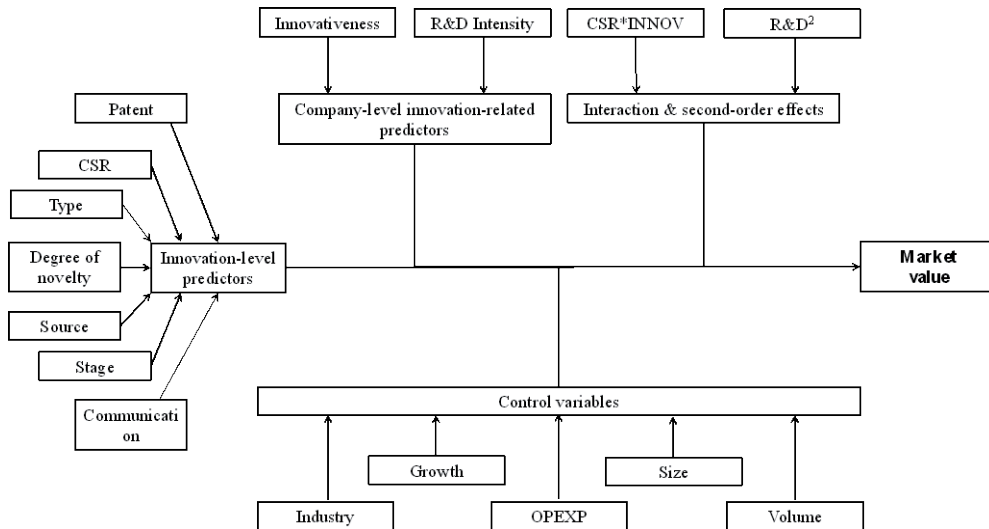 Innovativeness
R&D Intensity
CSR*INNOV
R&D²
Patent
Company-level innovation-related
predictors
Interaction & second-order effects
CSR
Type
Degree of
novelty
Innovation-level
predictors
Market
value
Source
Stage
Communicati
on
Control variables
Growth
Size
Industry
OPEXP
Volume